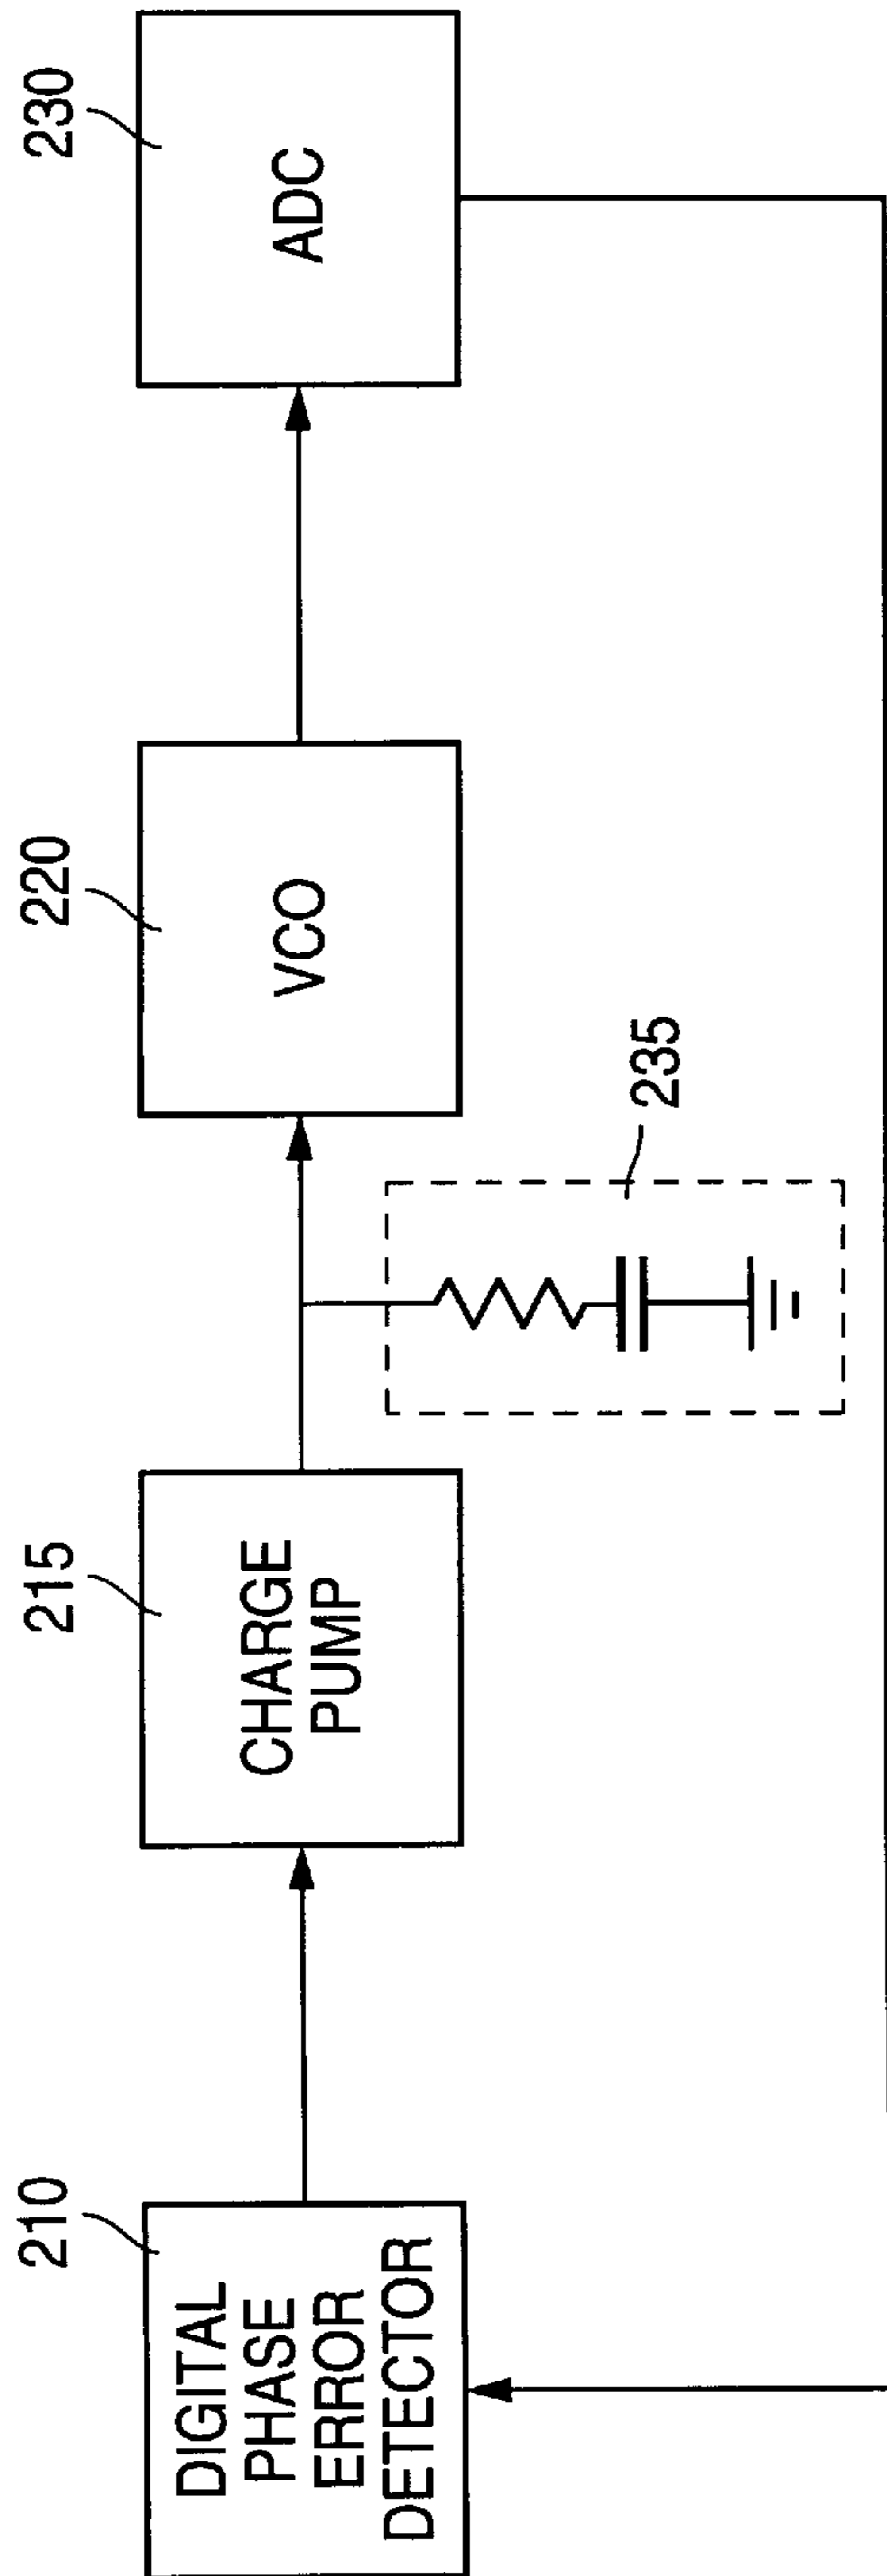 210
DIGITAL
PHASE
ERROR
DETECTOR
215
CHARGE
PUMP
235
220
VCO
230
ADC